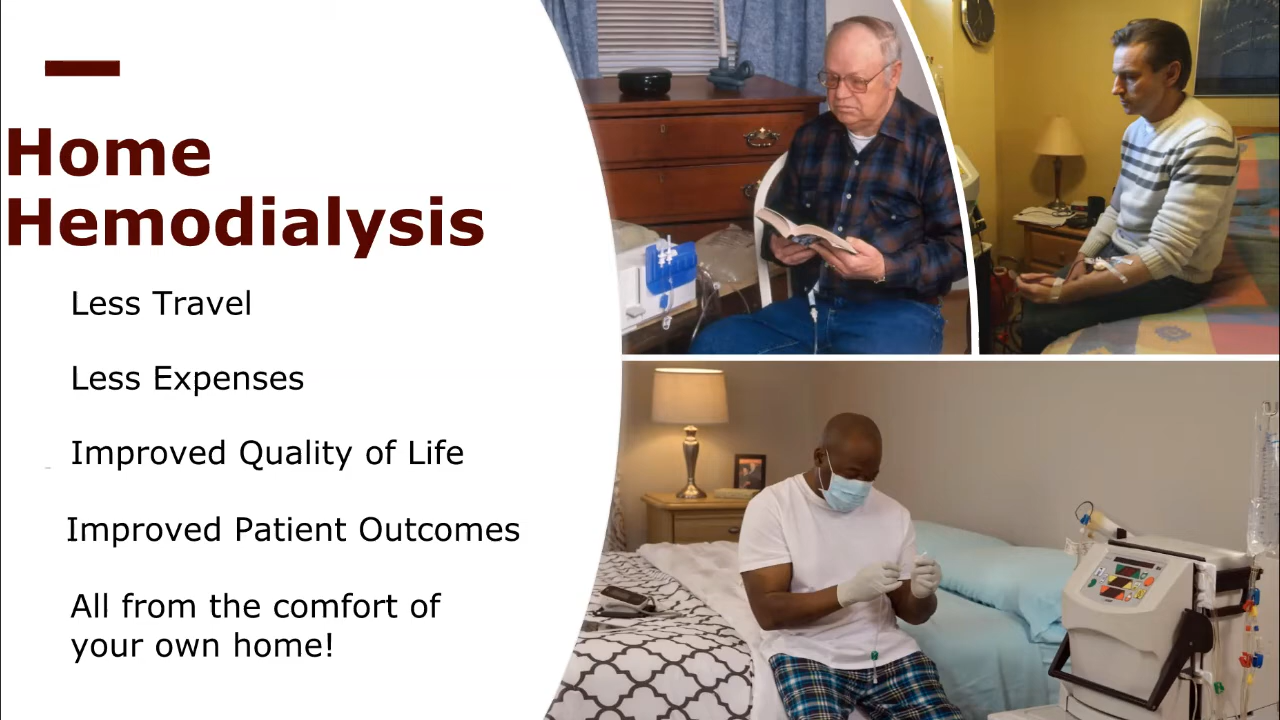 Home
Hemodialysis
Less Travel
Less Expenses
Improved Quality of Life
Improved Patient Outcomes
All from the comfort of
your own home!